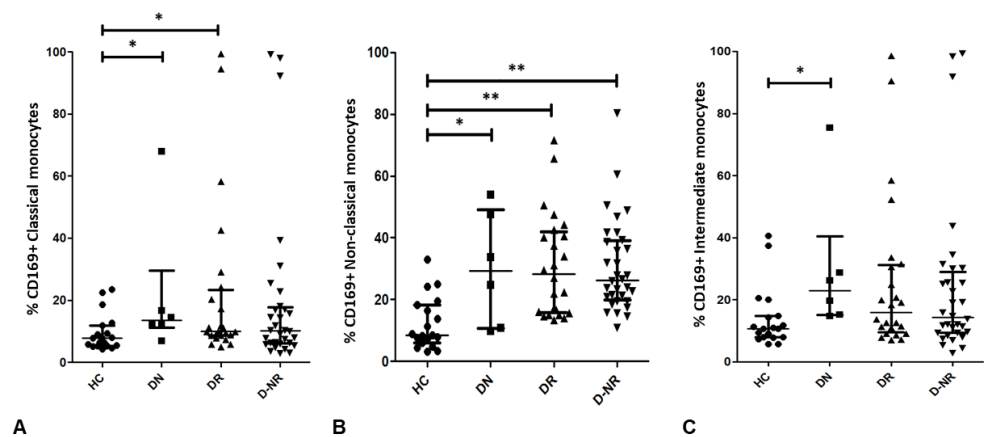 *
*
% CD169+ Classical monocytes
100
80
60
40
20
0
HC DN DR D-NR
A
**
**
*
% CD169+ Non-classical monocytes
100
80
60
40
20
0
HC DN DR D-NR
B
*
% CD169+ Intermediate monocytes
100
80
60
40
20
0
HC DN DR D-NR
C